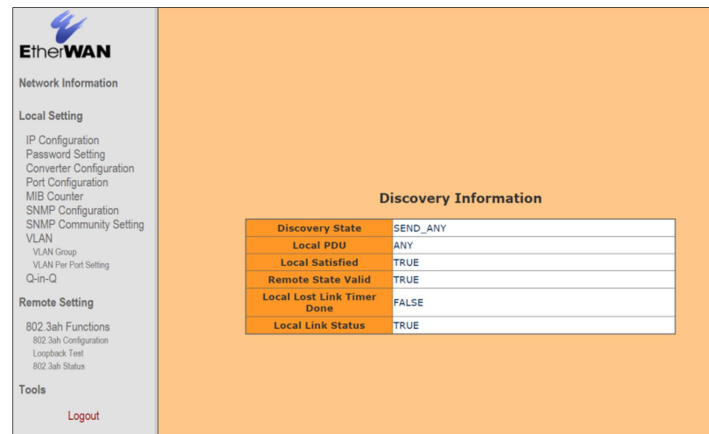 EtherWAN
Network Information
Local Setting
IP Configuration
Password Setting
Converter Configuration
Port Configuration
MIB Counter
SNMP Configuration
SNMP Community Setting
VLAN
VLAN Group
VLAN Per Port Setting
Q-in-Q
Remote Setting
802.3ah Functions
802.3ah Configuration
Loopback Test
802.3ah Status
Tools
Logout
Discovery Information
Discovery State SEND_ANY
Local PDU ANY
Local Satisfied TRUE
Remote State Valid TRUE
Local Lost Link Timer
Done FALSE
Local Link Status TRUE